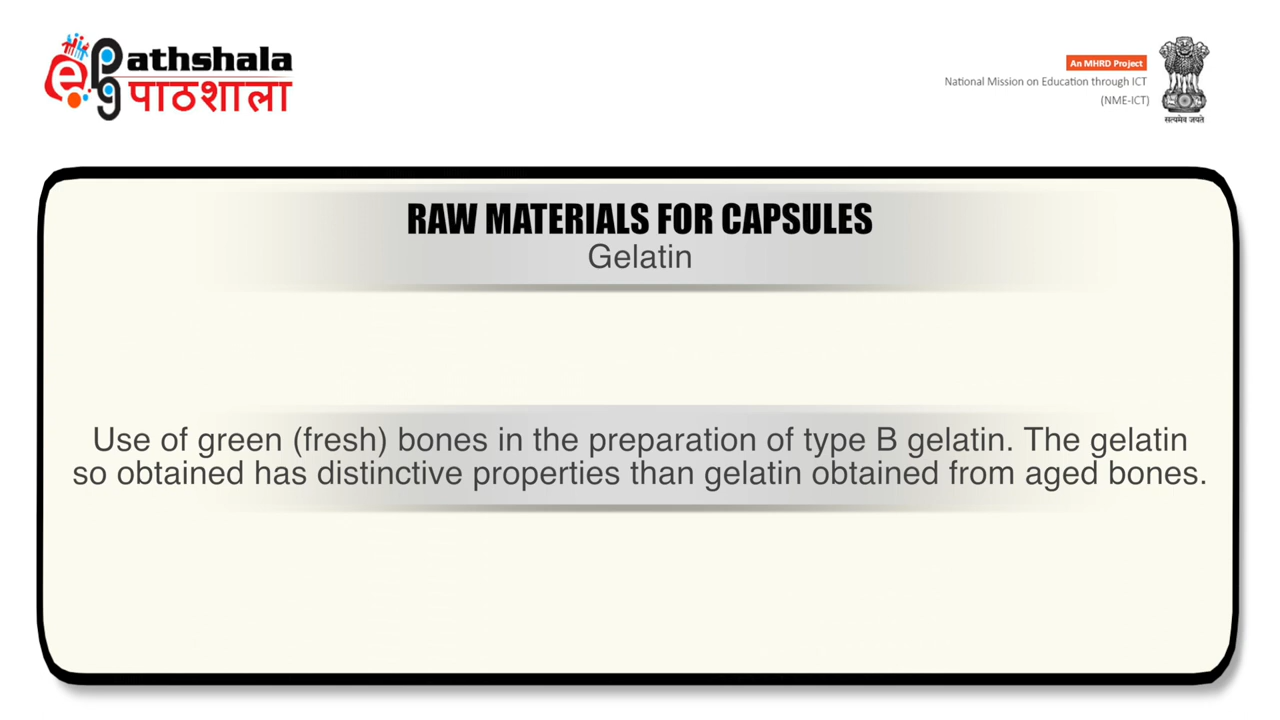 e Pg athshala
पाठशाला
An MHRD Project
National Mission on Education through ICT
(NME-ICT)
सत्यमेव जयते
RAW MATERIALS FOR CAPSULES
Gelatin
Use of green (fresh) bones in the preparation of type B gelatin. The gelatin
so obtained has distinctive properties than gelatin obtained from aged bones.